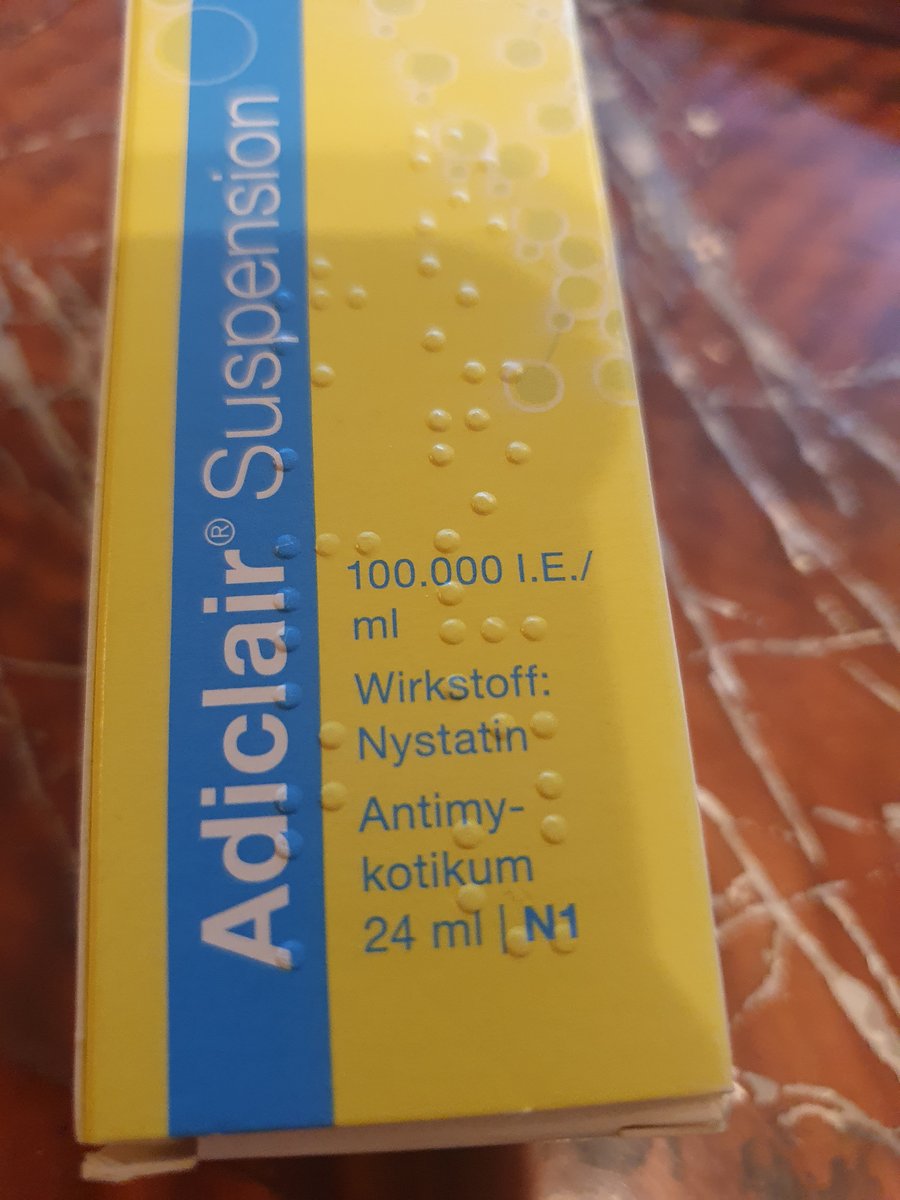 Adiclair® Suspension
100.000 I.E./
ml
Wirkstoff:
Nystatin
Antimy-
kotikum
24 ml | N1